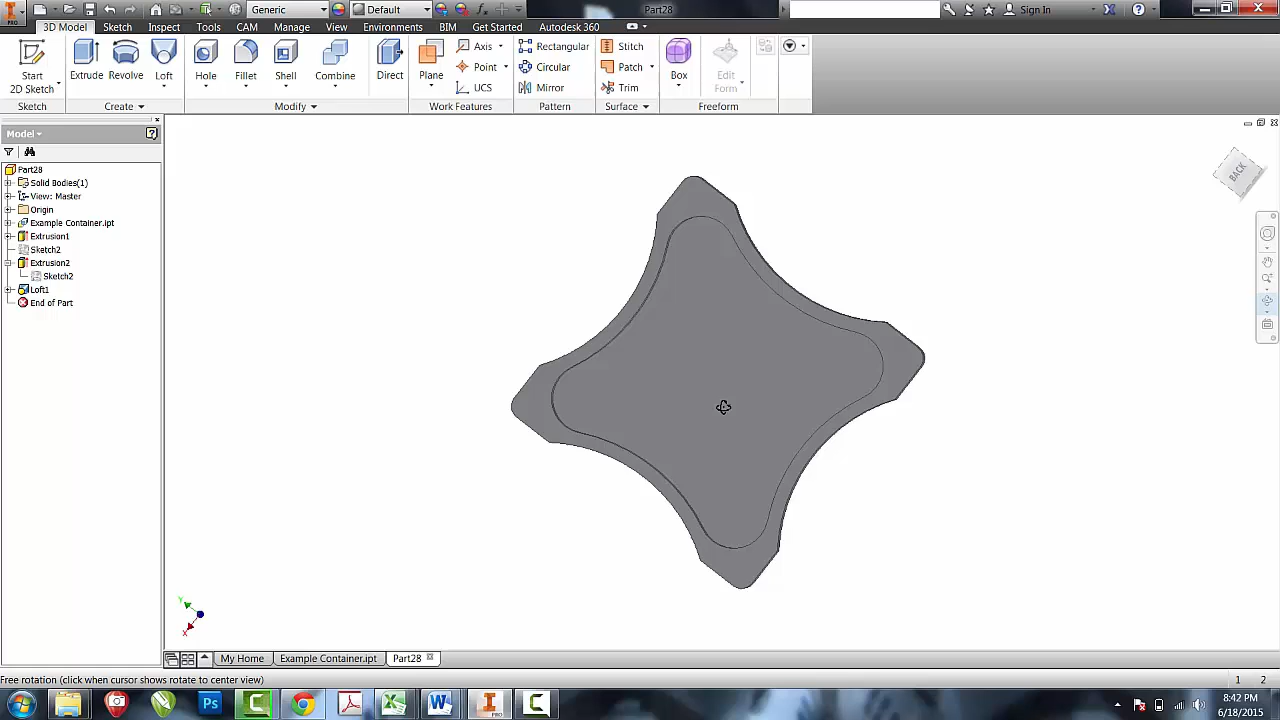 Generic
Default
Part28
Sign In
PRO
3D Model Sketch Inspect Tools CAM Manage View Environments BIM Get Started Autodesk 360
Start
2D Sketch
Extrude Revolve Loft
Hole Fillet Shell Combine Direct
Plane
Axis
Point
UCS
Rectangular
Circular
Mirror
Stitch
Patch
Trim
Box
Edit
Form
Sketch Create Modify Work Features Pattern Surface Freeform
Model
Part28
Solid Bodies(1)
View: Master
Origin
Example Container.ipt
Extrusion1
Sketch2
Extrusion2
Sketch2
Loft1
End of Part
BACK
Y
X
My Home Example Container.ipt Part28
Free rotation (click when cursor shows rotate to center view)
1 2
Ps
PRO
8:42 PM
6/18/2015